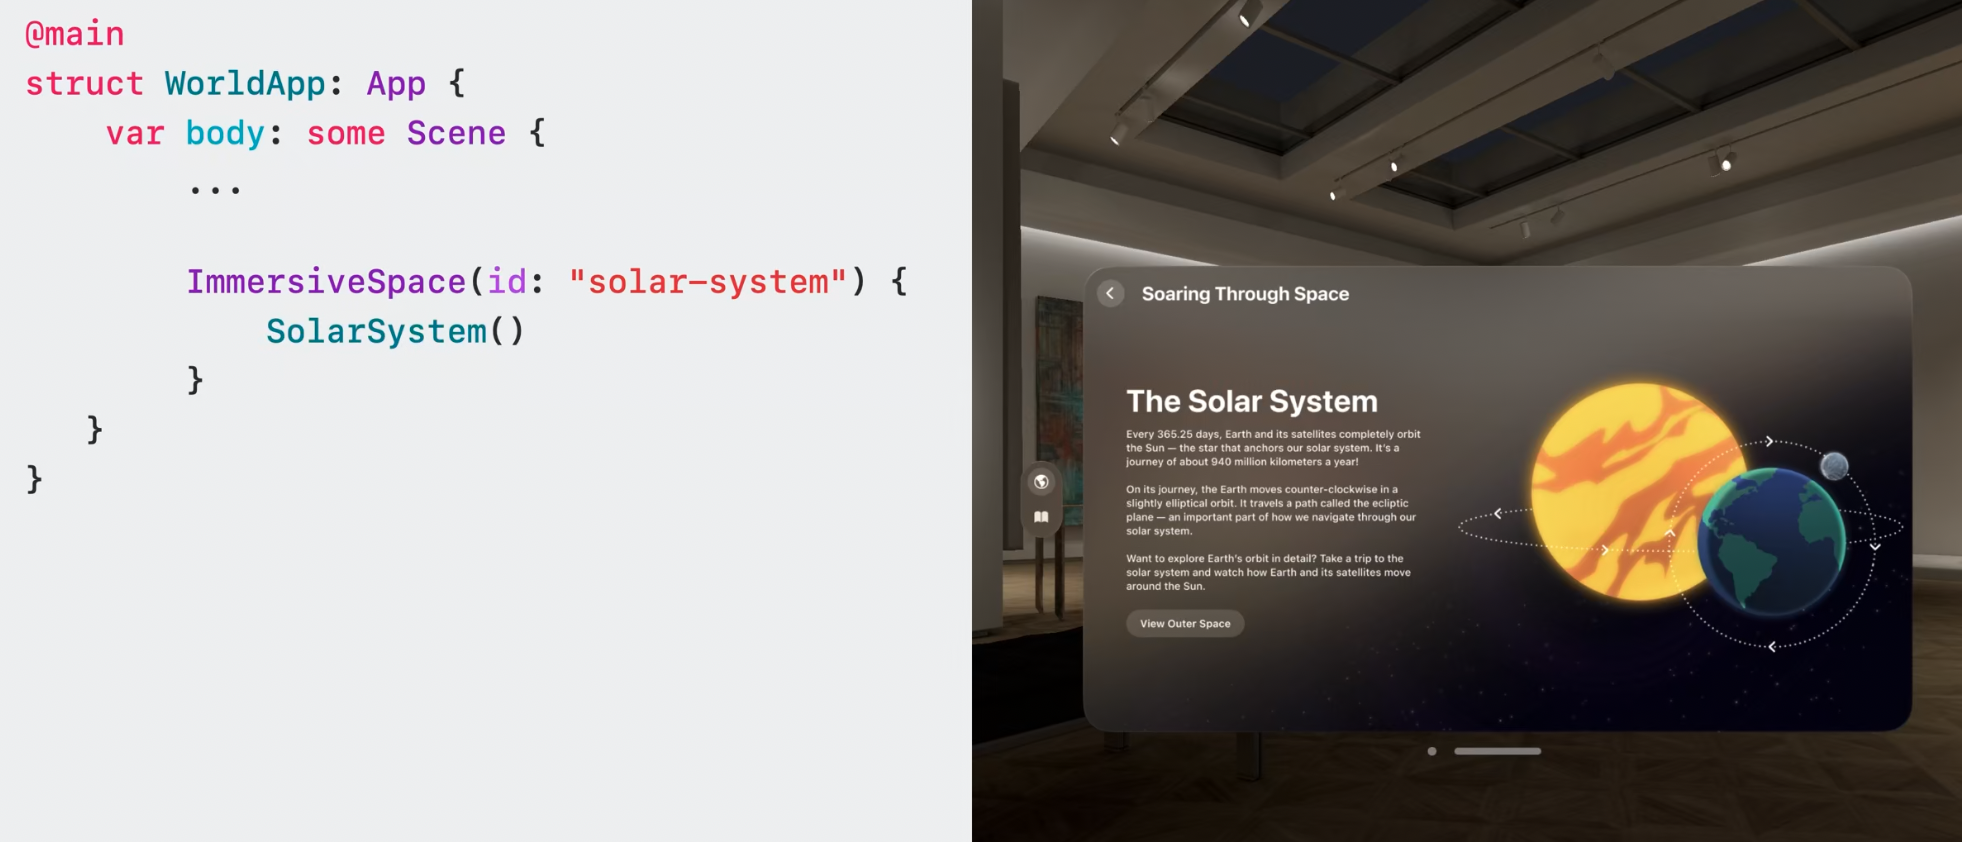 @main
struct WorldApp: App {
    var body: some Scene {
        ...
        ImmersiveSpace(id: "solar-system") {
            SolarSystem()
        }
    }
}
Soaring Through Space
The Solar System
Every 365.25 days, Earth and its satellites completely orbit
the Sun — the star that anchors our solar system. It's a
journey of about 940 million kilometers a year!
On its journey, the Earth moves counter-clockwise in a
slightly elliptical orbit. It travels a path called the ecliptic
plane — an important part of how we navigate through our
solar system.
Want to explore Earth's orbit in detail? Take a trip to the
solar system and watch how Earth and its satellites move
around the Sun.
View Outer Space